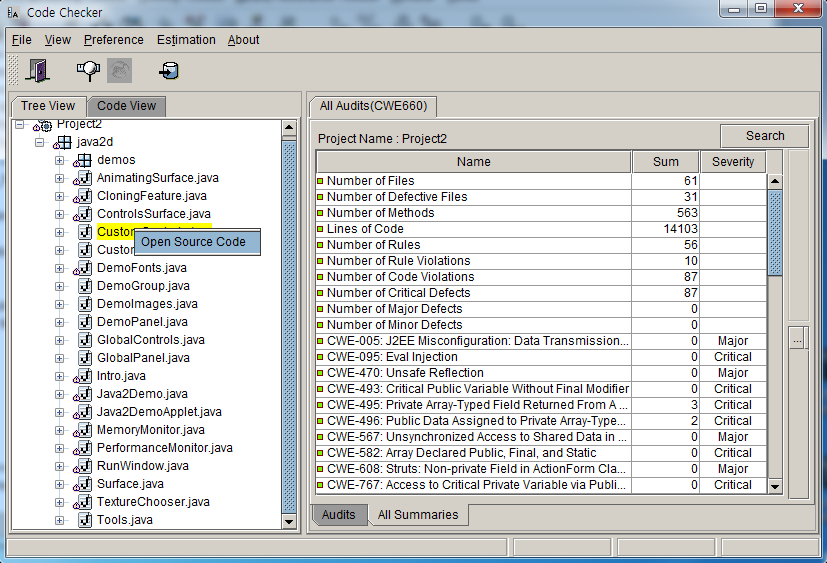 Code Checker
File View Preference Estimation About
Tree View Code View
Project2
java2d
demos
AnimatingSurface.java
CloningFeature.java
ControlsSurface.java
Open Source Code
DemoFonts.java
DemoGroup.java
DemoImages.java
DemoPanel.java
GlobalControls.java
GlobalPanel.java
Intro.java
Java2Demo.java
Java2DemoApplet.java
MemoryMonitor.java
PerformanceMonitor.java
RunWindow.java
Surface.java
TextureChooser.java
Tools.java
All Audits(CWE660)
Project Name : Project2 Search
Name Sum Severity
Number of Files 61
Number of Defective Files 31
Number of Methods 563
Lines of Code 14103
Number of Rules 56
Number of Rule Violations 10
Number of Code Violations 87
Number of Critical Defects 87
Number of Major Defects 0
Number of Minor Defects 0
CWE-005: J2EE Misconfiguration: Data Transmission... 0 Major
CWE-095: Eval Injection 0 Critical
CWE-470: Unsafe Reflection 0 Major
CWE-493: Critical Public Variable Without Final Modifier 0 Critical
CWE-495: Private Array-Typed Field Returned From A ... 3 Critical
CWE-496: Public Data Assigned to Private Array-Type... 2 Critical
CWE-567: Unsynchronized Access to Shared Data in ... 0 Major
CWE-582: Array Declared Public, Final, and Static 0 Critical
CWE-608: Struts: Non-private Field in ActionForm Cla... 0 Major
CWE-767: Access to Critical Private Variable via Publi... 0 Critical
...
Audits All Summaries